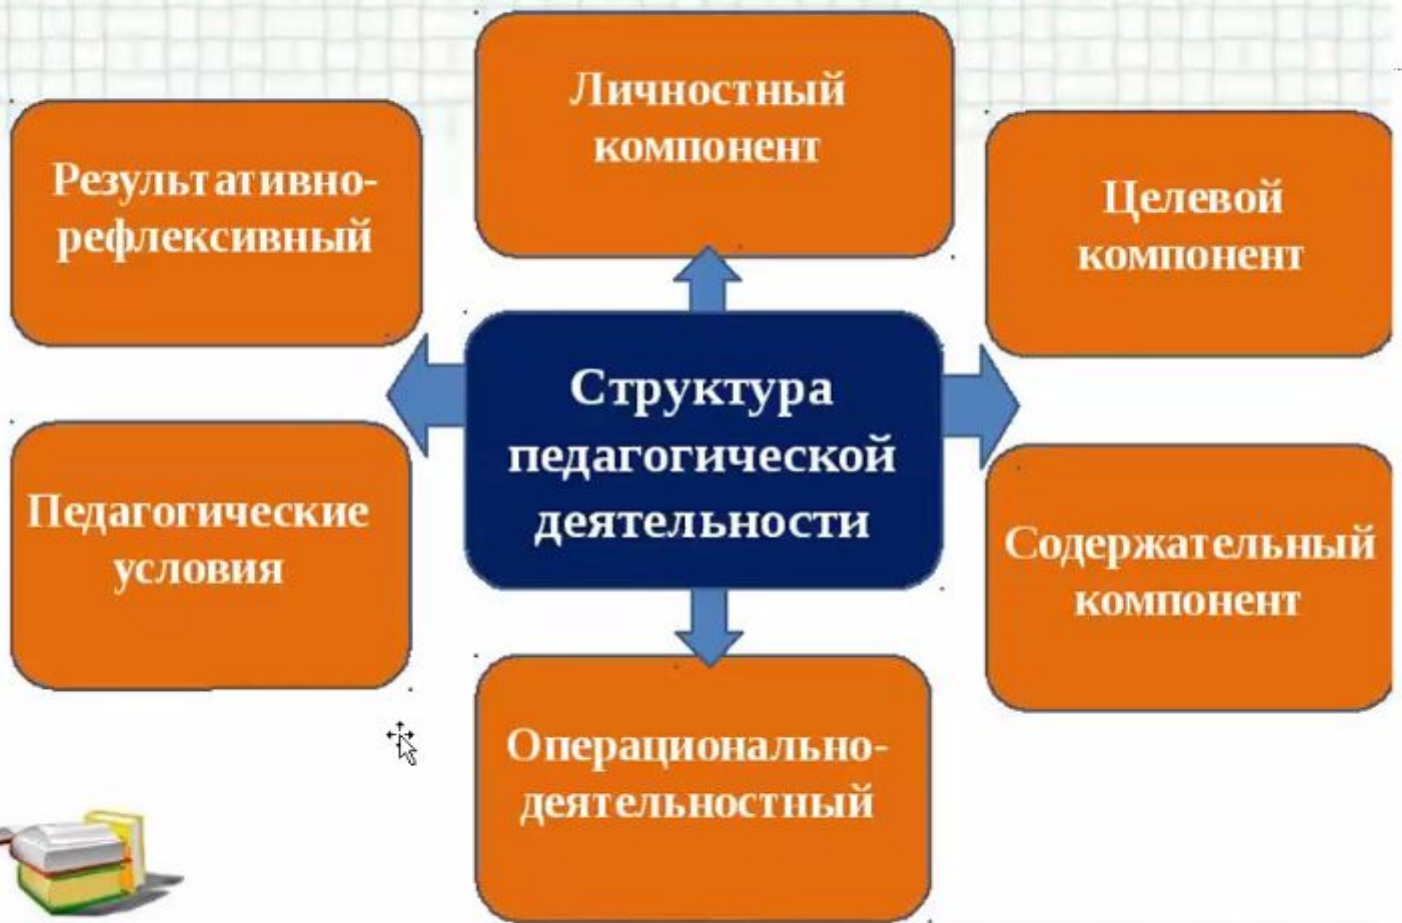 Личностный
компонент
Результативно-
рефлексивный
Целевой
компонент
Структура
педагогической
деятельности
Педагогические
условия
Содержательный
компонент
Операционально-
деятельностный